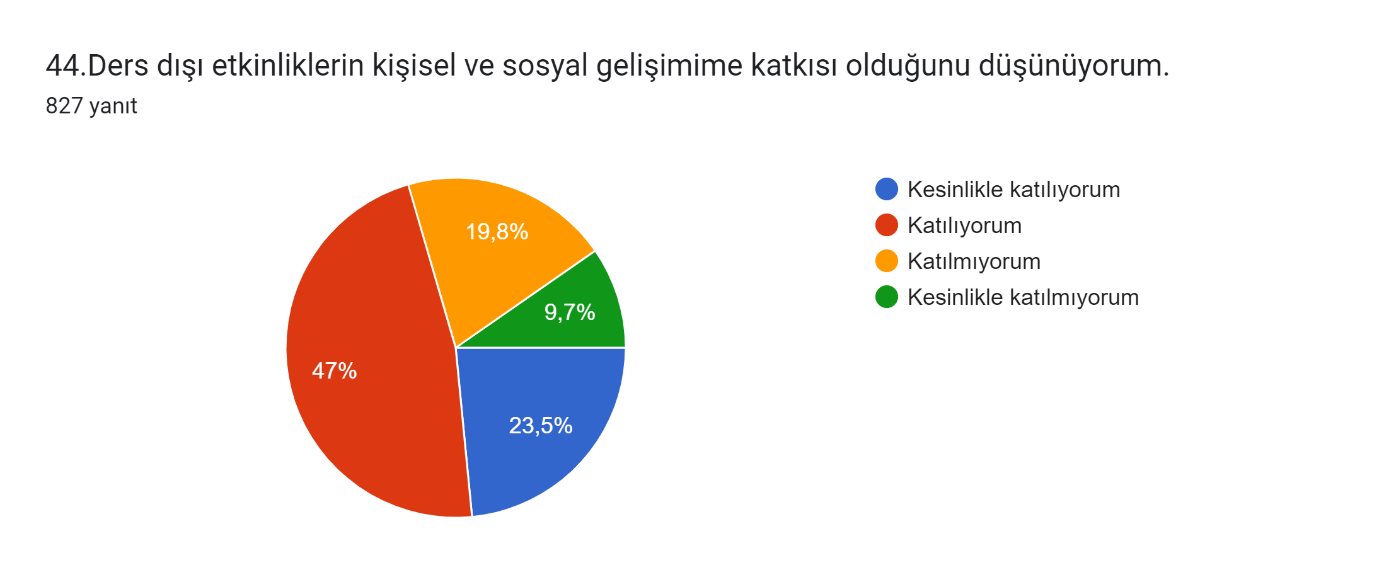 44.Ders dışı etkinliklerin kişisel ve sosyal gelişimime katkısı olduğunu düşünüyorum.
827 yanıt
Kesinlikle katılıyorum
Katılıyorum
Katılmıyorum
Kesinlikle katılmıyorum
19,8%
9,7%
47%
23,5%